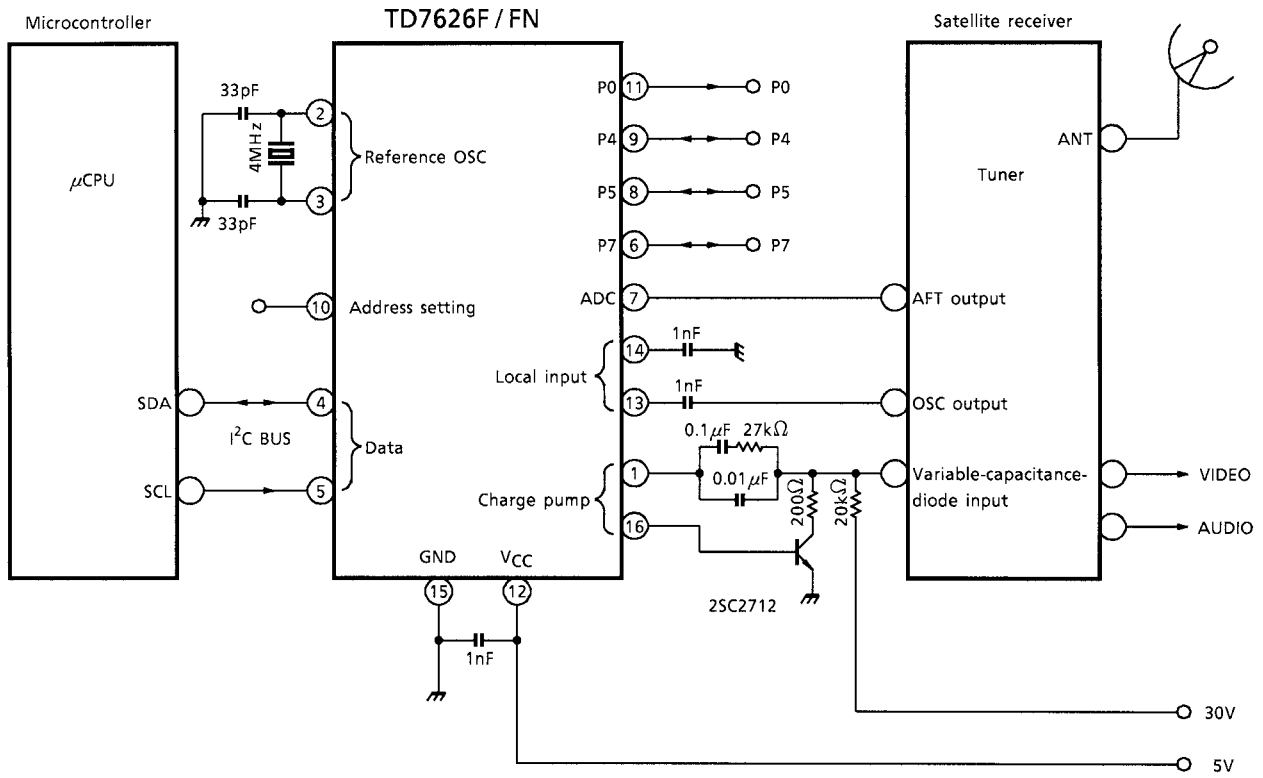 Microcontroller
TD7626F / FN
Satellite receiver
33pF
2
4MHz
Reference OSC
3
33pF
μCPU
P0
11
P0
P4
9
P4
P5
8
P5
P7
6
P7
ANT
Tuner
10
Address setting
ADC
7
AFT output
14
1nF
Local input
13
1nF
OSC output
SDA
4
I²C BUS
Data
SCL
5
0.1μF 27kΩ
1
0.01μF
Charge pump
16
200Ω
20kΩ
Variable-capacitance-
diode input
VIDEO
AUDIO
GND
VCC
15
12
2SC2712
1nF
30V
5V